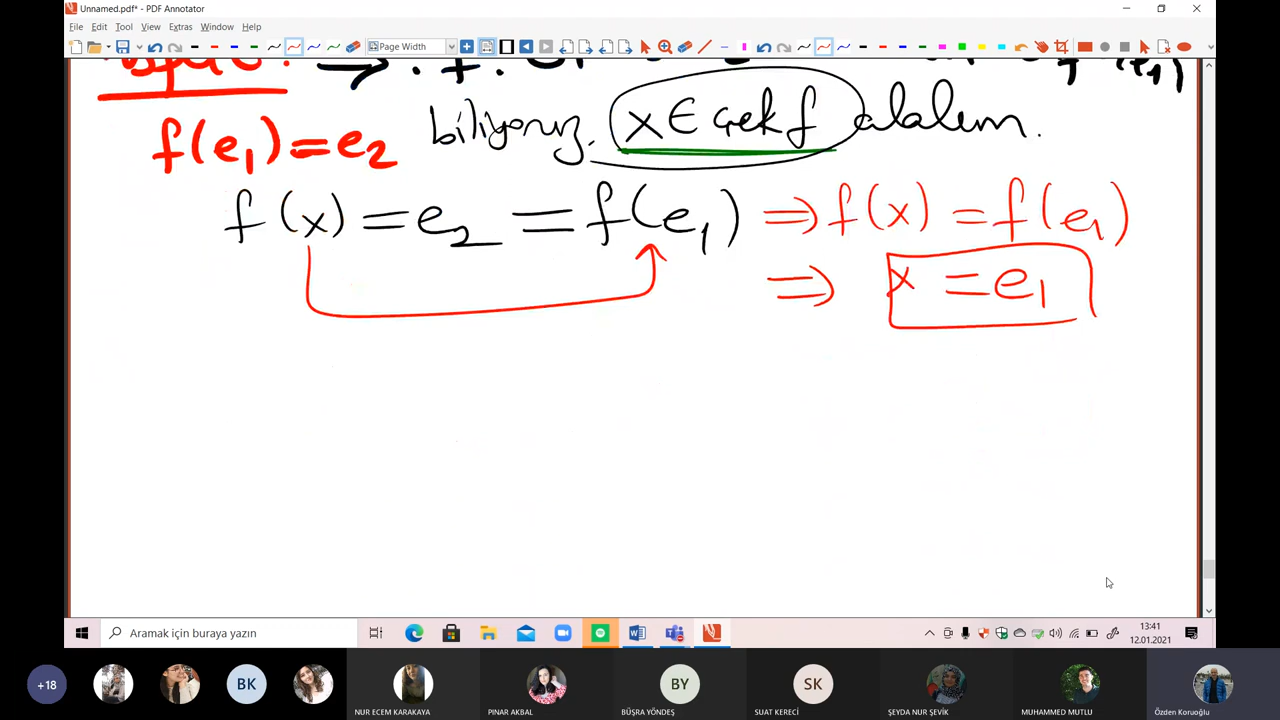 Unnamed.pdf* - PDF Annotator
File Edit Tool View Extras Window Help
Page Width
f(e₁)=e₂
biliyoruz. x∈çekf alalım.
f(x)=e₂=f(e₁) ⇒f(x)=f(e₁)
⇒ x=e₁
Aramak için buraya yazın
13:41
12.01.2021
+18
BK
BY
SK
NUR ECEM KARAKAYA
PINAR AKBAL
BÜŞRA YÖNDEŞ
SUAT KERECİ
ŞEYDA NUR ŞEVİK
MUHAMMED MUTLU
Özden Koruoğlu